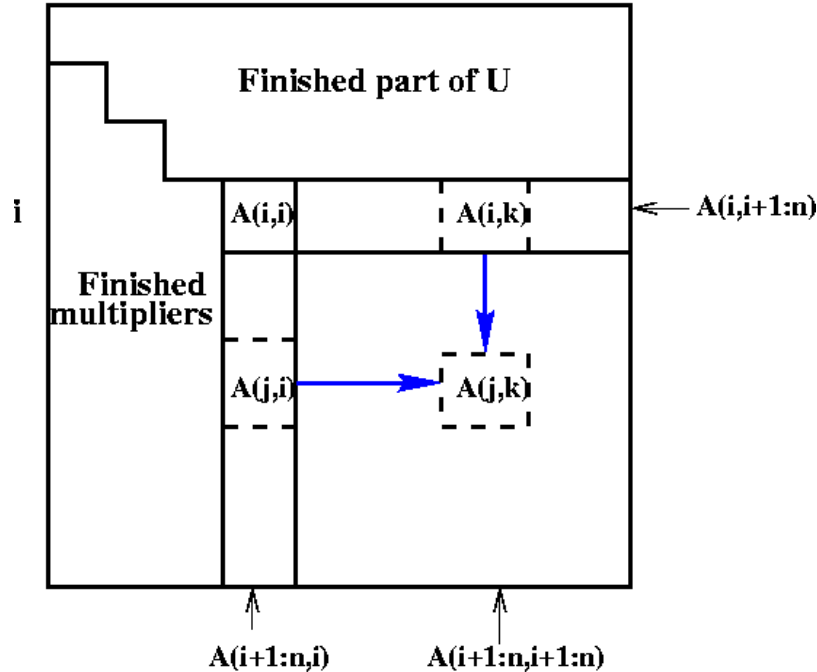 Finished part of U
i
A(i,i)
A(i,k)
A(i,i+1:n)
Finished
multipliers
A(j,i)
A(j,k)
A(i+1:n,i)
A(i+1:n,i+1:n)